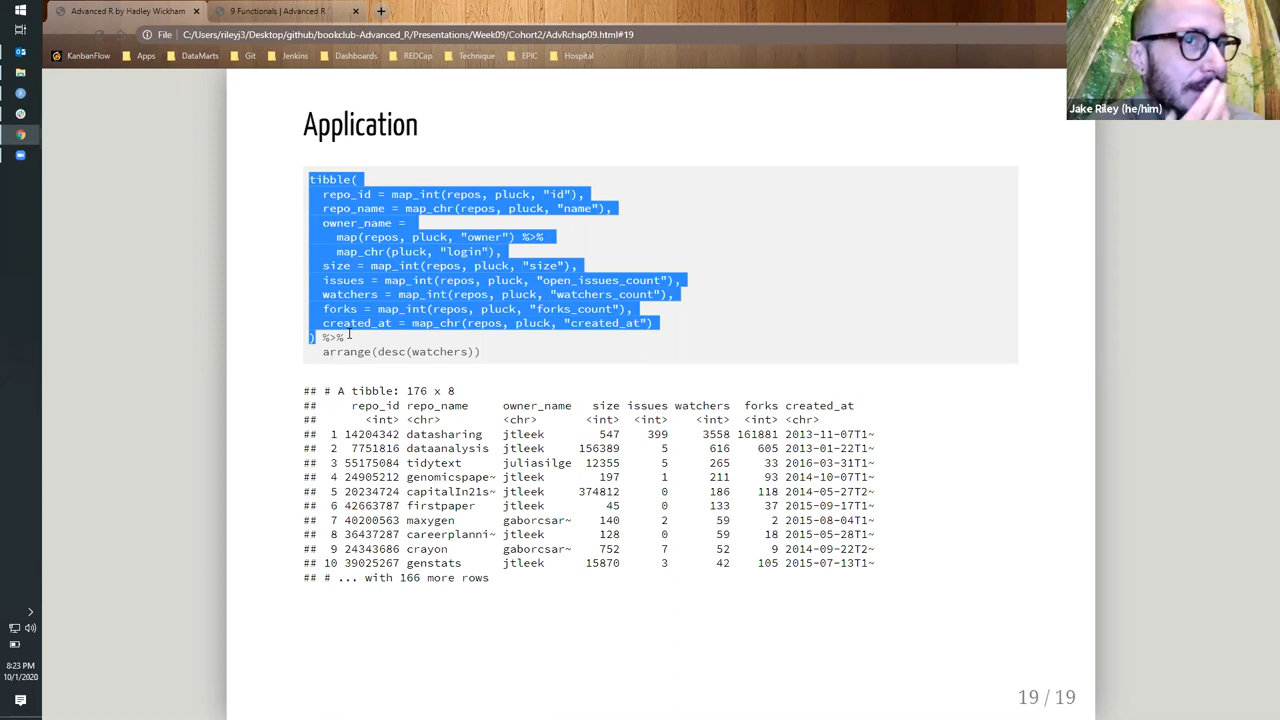 Advanced R by Hadley Wickham
9 Functionals | Advanced R
File C:/Users/rileyj3/Desktop/github/bookclub-Advanced_R/Presentations/Week09/Cohort2/AdvRchap09.html#19
KanbanFlow Apps DataMarts Git Jenkins Dashboards REDCap Technique EPIC Hospital
Jake Riley (he/him)
Application
tibble(
repo_id = map_int(repos, pluck, "id"),
repo_name = map_chr(repos, pluck, "name"),
owner_name =
map(repos, pluck, "owner") %>%
map_chr(pluck, "login"),
size = map_int(repos, pluck, "size"),
issues = map_int(repos, pluck, "open_issues_count"),
watchers = map_int(repos, pluck, "watchers_count"),
forks = map_int(repos, pluck, "forks_count"),
created_at = map_chr(repos, pluck, "created_at")
) %>%
arrange(desc(watchers))
## # A tibble: 176 x 8
## repo_id repo_name owner_name size issues watchers forks created_at
## <int> <chr> <chr> <int> <int> <int> <int> <chr>
## 1 14204342 datasharing jtleek 547 399 3558 161881 2013-11-07T1~
## 2 7751816 dataanalysis jtleek 156389 5 616 605 2013-01-22T1~
## 3 55175084 tidytext juliasilge 12355 5 265 33 2016-03-31T1~
## 4 24905212 genomicspape~ jtleek 197 1 211 93 2014-10-07T1~
## 5 20234724 capitalIn21s~ jtleek 374812 0 186 118 2014-05-27T2~
## 6 42663787 firstpaper jtleek 45 0 133 37 2015-09-17T1~
## 7 40200563 maxygen gaborcsar~ 140 2 59 2 2015-08-04T1~
## 8 36437287 careerplanni~ jtleek 128 0 59 18 2015-05-28T1~
## 9 24343686 crayon gaborcsar~ 752 7 52 9 2014-09-22T2~
## 10 39025267 genstats jtleek 15870 3 42 105 2015-07-13T1~
## # ... with 166 more rows
8:23 PM
10/1/2020
19 / 19